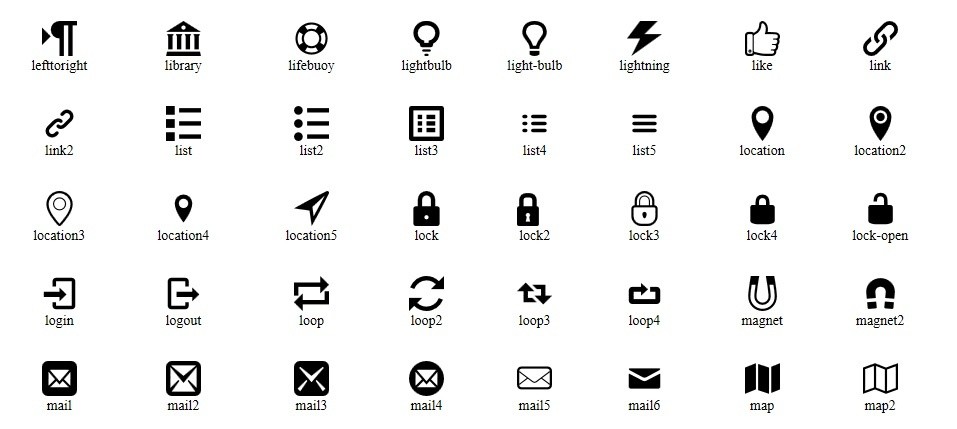 lefttoright library lifebuoy lightbulb light-bulb lightning like link
link2 list list2 list3 list4 list5 location location2
location3 location4 location5 lock lock2 lock3 lock4 lock-open
login logout loop loop2 loop3 loop4 magnet magnet2
mail mail2 mail3 mail4 mail5 mail6 map map2